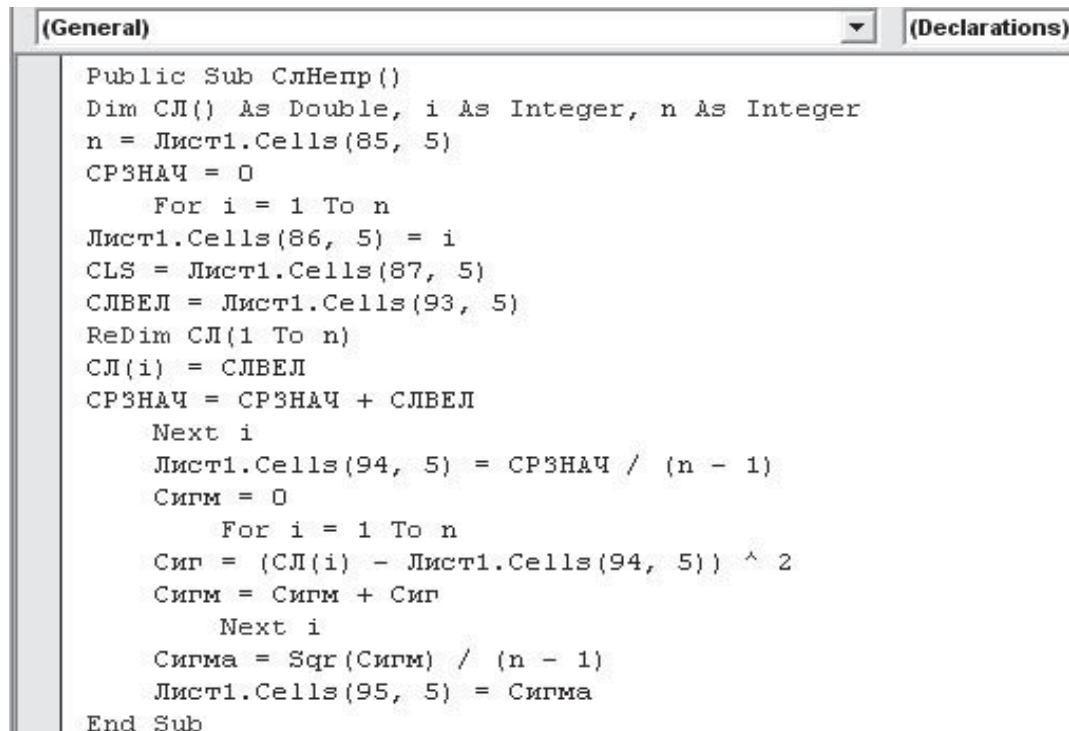 (General) (Declarations)
Public Sub СлНепр()
Dim СЛ() As Double, i As Integer, n As Integer
n = Лист1.Cells(85, 5)
СРЗНАЧ = 0
For i = 1 To n
Лист1.Cells(86, 5) = i
CLS = Лист1.Cells(87, 5)
СЛВЕЛ = Лист1.Cells(93, 5)
ReDim СЛ(1 To n)
СЛ(i) = СЛВЕЛ
СРЗНАЧ = СРЗНАЧ + СЛВЕЛ
Next i
Лист1.Cells(94, 5) = СРЗНАЧ / (n - 1)
Сигм = 0
For i = 1 To n
Сиг = (СЛ(i) - Лист1.Cells(94, 5)) ^ 2
Сигм = Сигм + Сиг
Next i
Сигма = Sqr(Сигм) / (n - 1)
Лист1.Cells(95, 5) = Сигма
End Sub